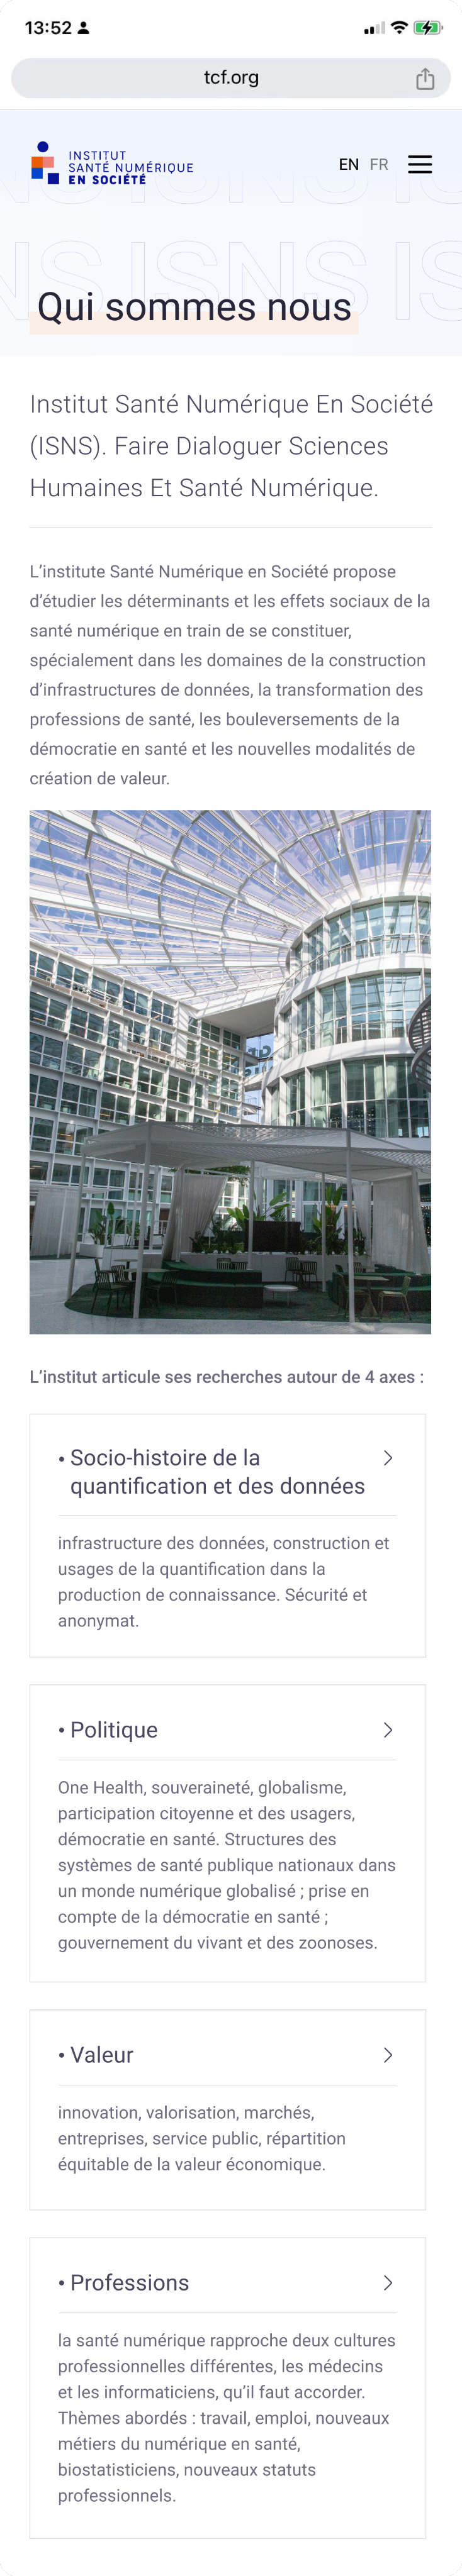 13:52
tcf.org
INSTITUT
SANTÉ NUMÉRIQUE
EN SOCIÉTÉ
EN FR
NS ISNS IS
Qui sommes nous
Institut Santé Numérique En Société
(ISNS). Faire Dialoguer Sciences
Humaines Et Santé Numérique.
L’institute Santé Numérique en Société propose
d’étudier les déterminants et les effets sociaux de la
santé numérique en train de se constituer,
spécialement dans les domaines de la construction
d’infrastructures de données, la transformation des
professions de santé, les bouleversements de la
démocratie en santé et les nouvelles modalités de
création de valeur.
L’institut articule ses recherches autour de 4 axes :
• Socio-histoire de la
quantification et des données
infrastructure des données, construction et
usages de la quantification dans la
production de connaissance. Sécurité et
anonymat.
• Politique
One Health, souveraineté, globalisme,
participation citoyenne et des usagers,
démocratie en santé. Structures des
systèmes de santé publique nationaux dans
un monde numérique globalisé ; prise en
compte de la démocratie en santé ;
gouvernement du vivant et des zoonoses.
• Valeur
innovation, valorisation, marchés,
entreprises, service public, répartition
équitable de la valeur économique.
• Professions
la santé numérique rapproche deux cultures
professionnelles différentes, les médecins
et les informaticiens, qu’il faut accorder.
Thèmes abordés : travail, emploi, nouveaux
métiers du numérique en santé,
biostatisticiens, nouveaux statuts
professionnels.